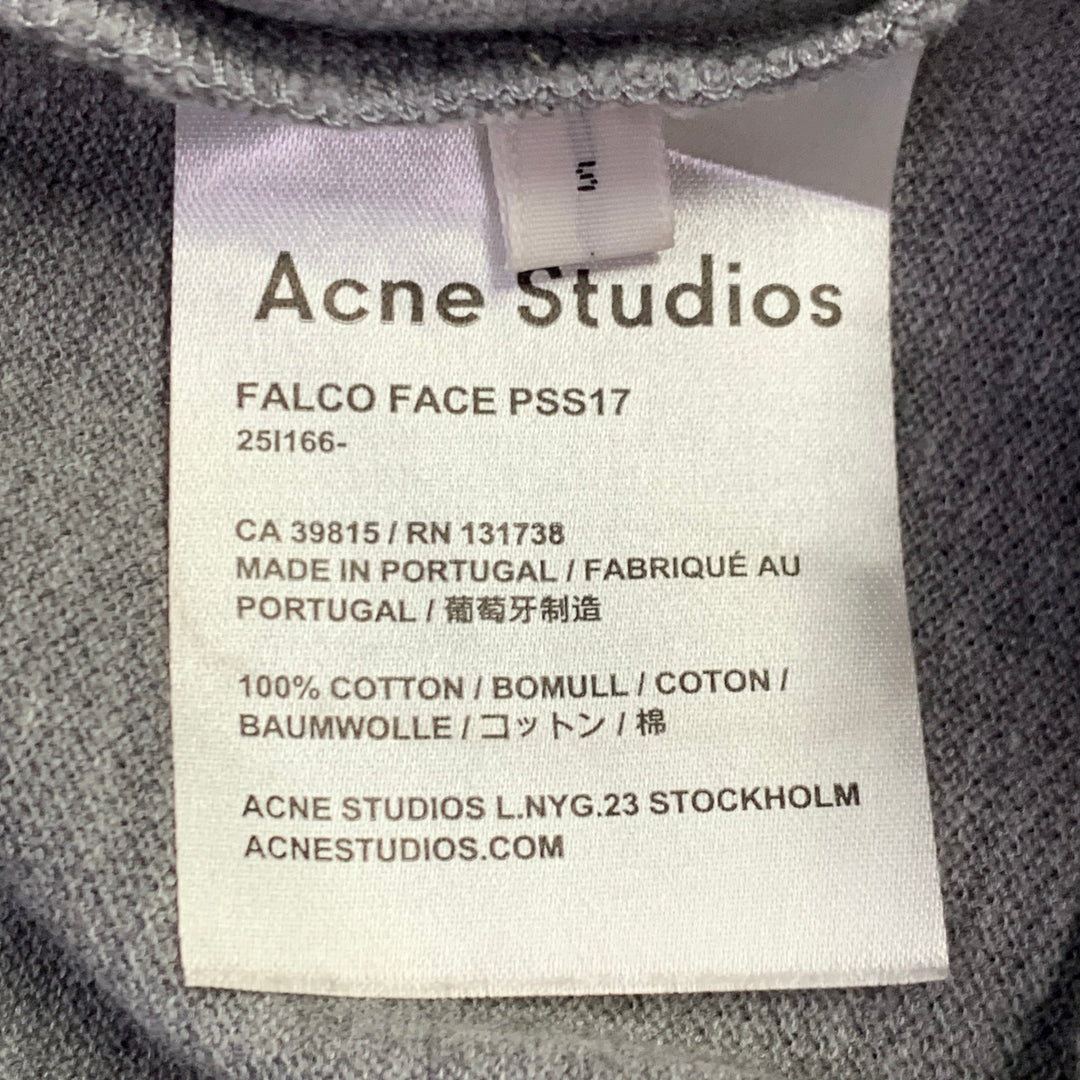 Acne Studios
FALCO FACE PSS17
25I166-
CA 39815 / RN 131738
MADE IN PORTUGAL / FABRIQUÉ AU
PORTUGAL / 葡萄牙制造
100% COTTON / BOMULL / COTON /
BAUMWOLLE / コットン / 棉
ACNE STUDIOS L.NYG.23 STOCKHOLM
ACNESTUDIOS.COM